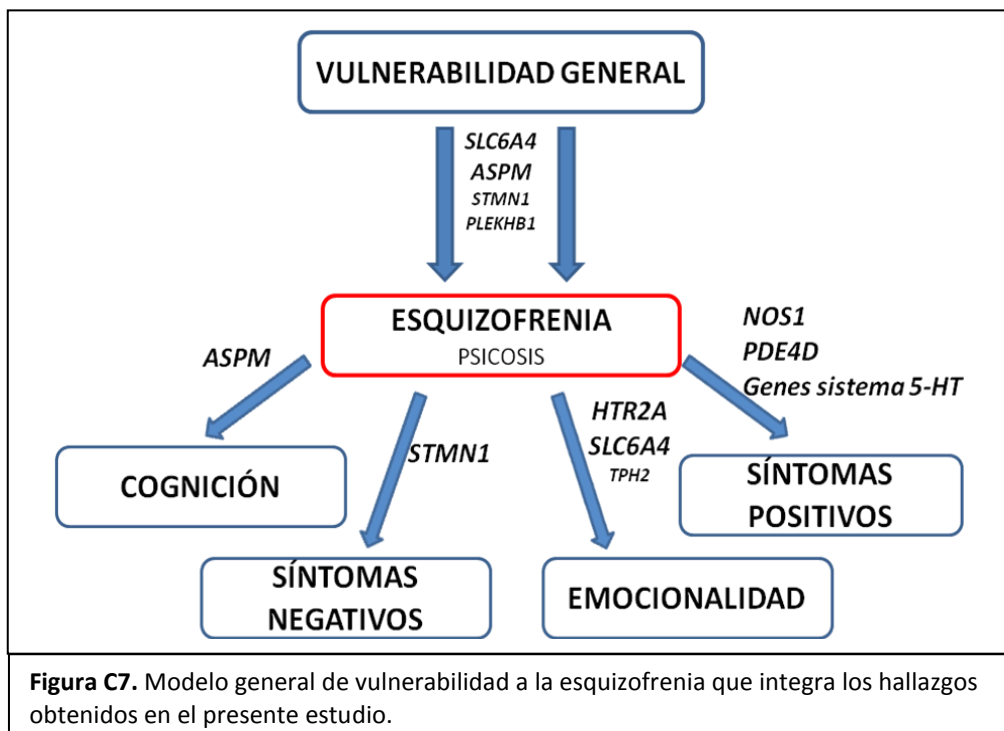 VULNERABILIDAD GENERAL
SLC6A4
ASPM
STMN1
PLEKHB1
ESQUIZOFRENIA
PSICOSIS
ASPM
STMN1
HTR2A
SLC6A4
TPH2
NOS1
PDE4D
Genes sistema 5-HT
COGNICIÓN
SÍNTOMAS
NEGATIVOS
EMOCIONALIDAD
SÍNTOMAS
POSITIVOS
Figura C7. Modelo general de vulnerabilidad a la esquizofrenia que integra los hallazgos
obtenidos en el presente estudio.